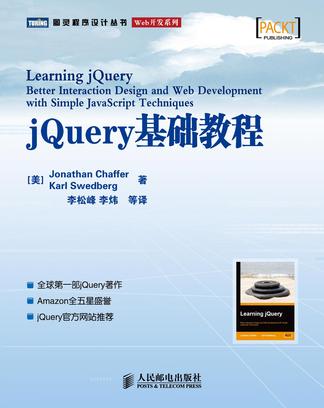 TURING 图灵程序设计丛书 Web开发系列
PACKT
PUBLISHING
Learning jQuery
Better Interaction Design and Web Development
with Simple JavaScript Techniques
jQuery基础教程
[美] Jonathan Chaffer
Karl Swedberg 著
李松峰 李炜 等译
全球第一部jQuery著作
Amazon全五星盛誉
jQuery官方网站推荐
Learning jQuery
人民邮电出版社
POSTS & TELECOM PRESS